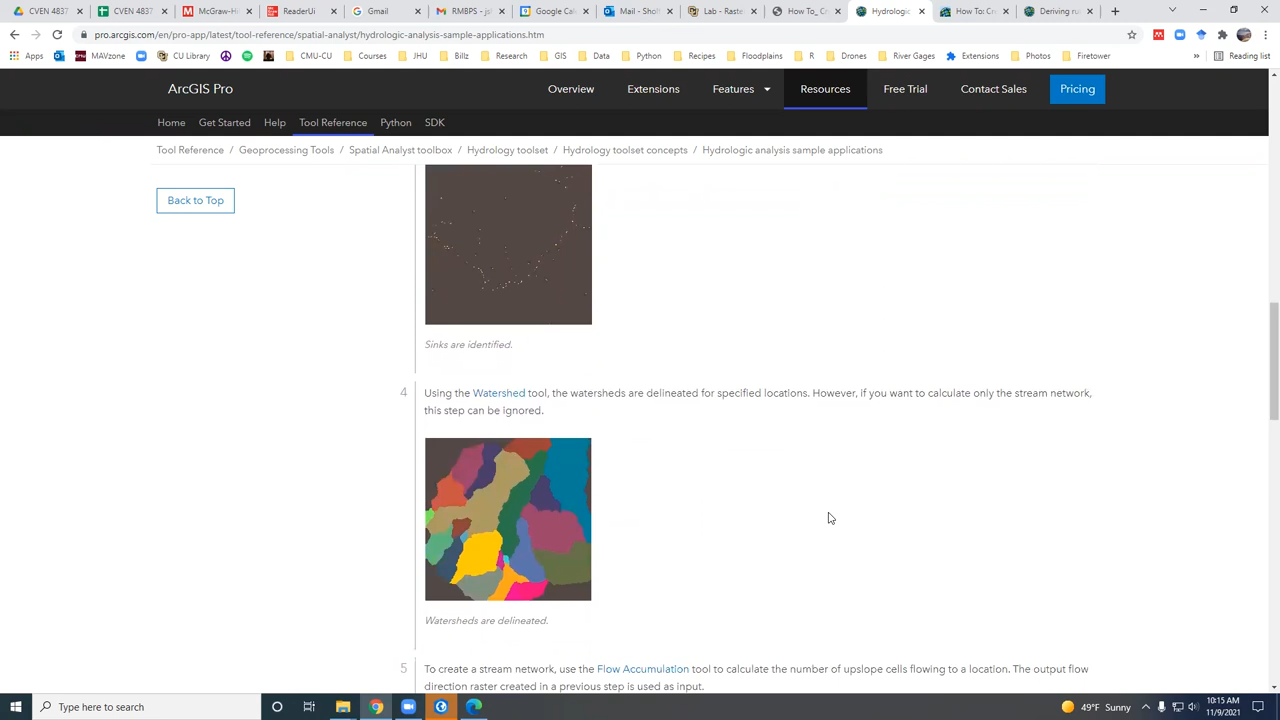 CVEN 4837
CVEN 4837
McGraw-H
ReaderUi
Gmail
RMBPS - jsl
Google Cal
Mail - Sholt
Lab - Raste
How To_ C
Hydrologic
How To: Cr
Deriving ru
pro.arcgis.com/en/pro-app/latest/tool-reference/spatial-analyst/hydrologic-analysis-sample-applications.htm
Apps MAVzone CU Library CMU-CU Courses JHU Billz Research GIS Data Python Recipes Floodplains R Drones River Gages Extensions Photos Firetower » Reading list
ArcGIS Pro Overview Extensions Features Resources Free Trial Contact Sales Pricing
Home Get Started Help Tool Reference Python SDK
Tool Reference / Geoprocessing Tools / Spatial Analyst toolbox / Hydrology toolset / Hydrology toolset concepts / Hydrologic analysis sample applications
Back to Top
Sinks are identified.
4 Using the Watershed tool, the watersheds are delineated for specified locations. However, if you want to calculate only the stream network,
this step can be ignored.
Watersheds are delineated.
5 To create a stream network, use the Flow Accumulation tool to calculate the number of upslope cells flowing to a location. The output flow
direction raster created in a previous step is used as input.
Type here to search
49°F Sunny
10:15 AM
11/9/2021